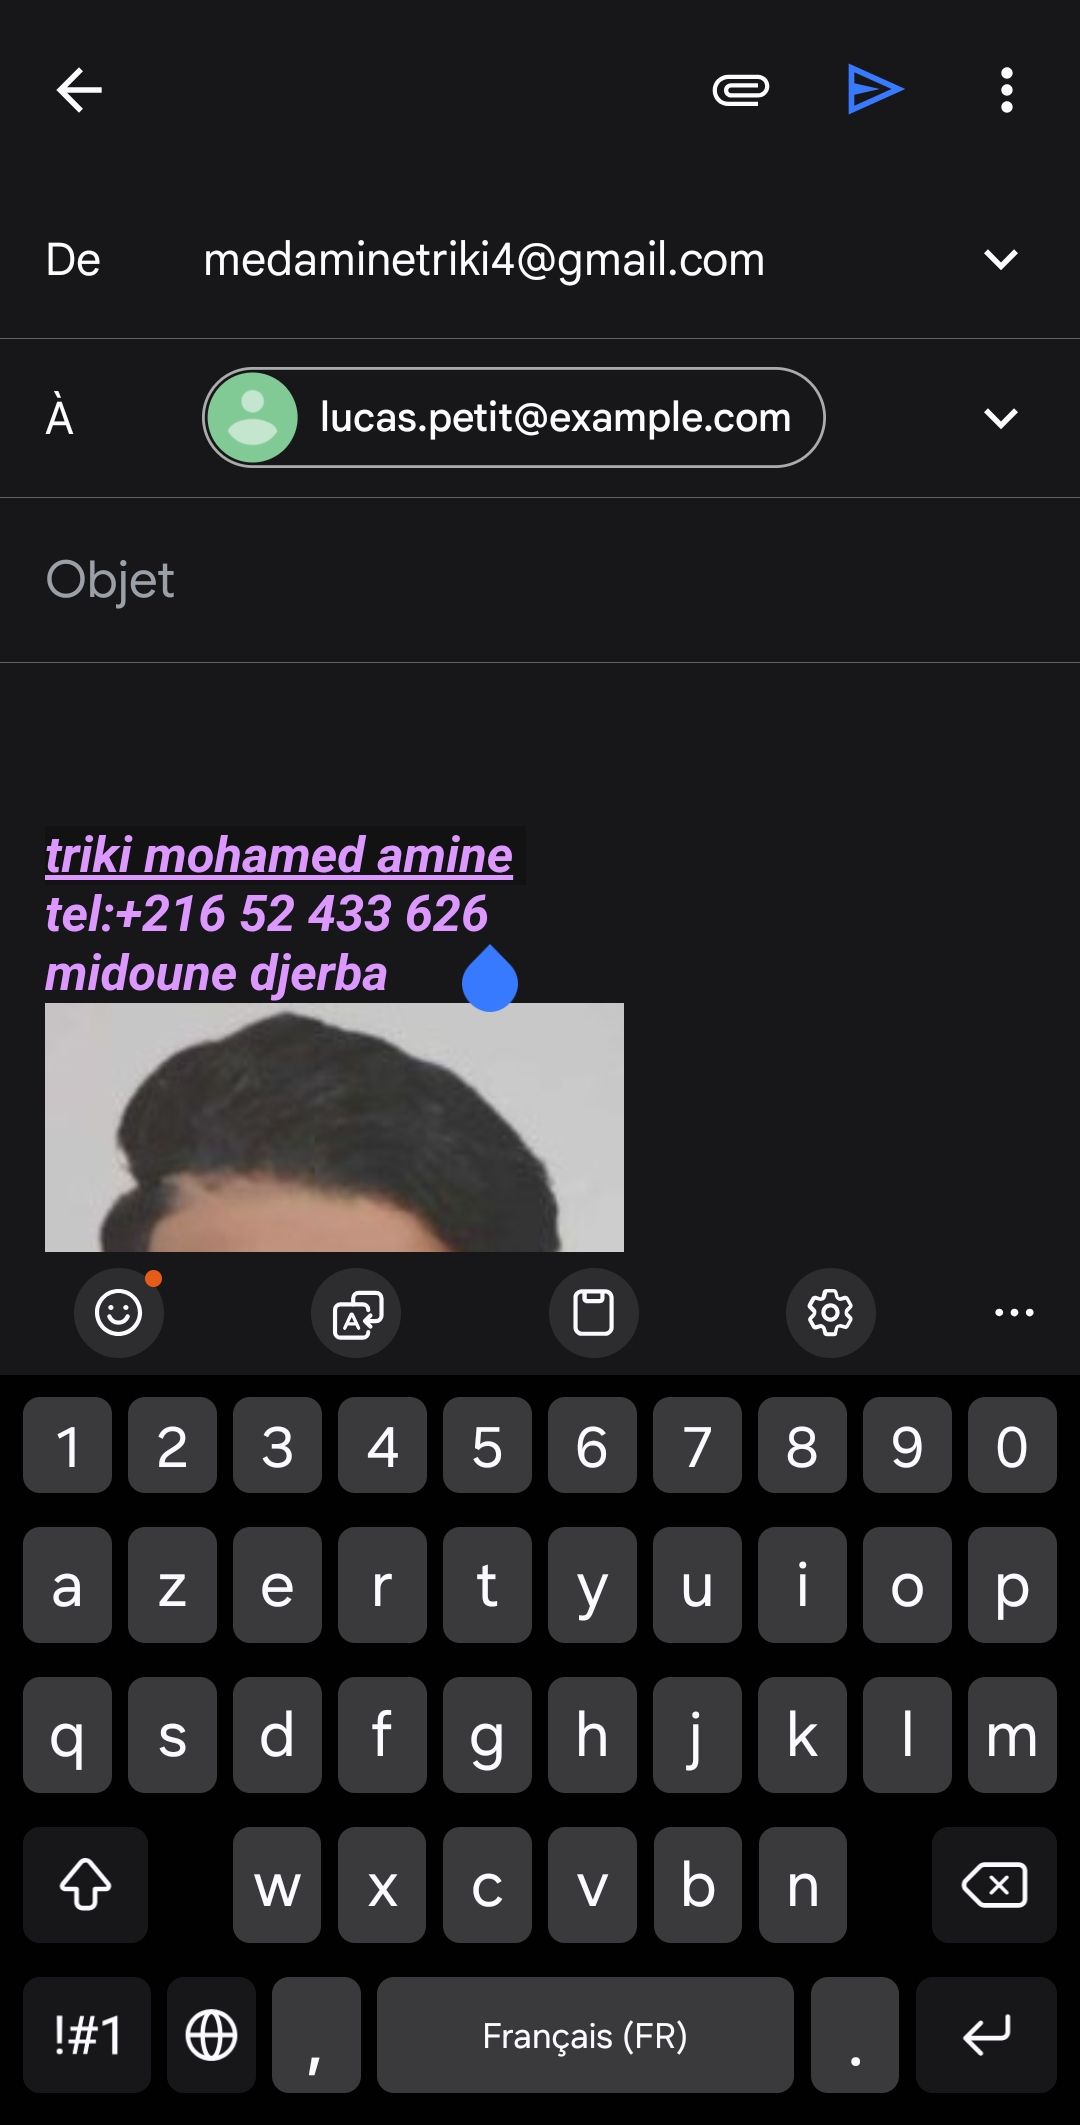 De medaminetriki4@gmail.com
À lucas.petit@example.com
Objet
triki mohamed amine
tel:+216 52 433 626
midoune djerba
1 2 3 4 5 6 7 8 9 0
a z e r t y u i o p
q s d f g h j k l m
w x c v b n
!#1 , Français (FR) .